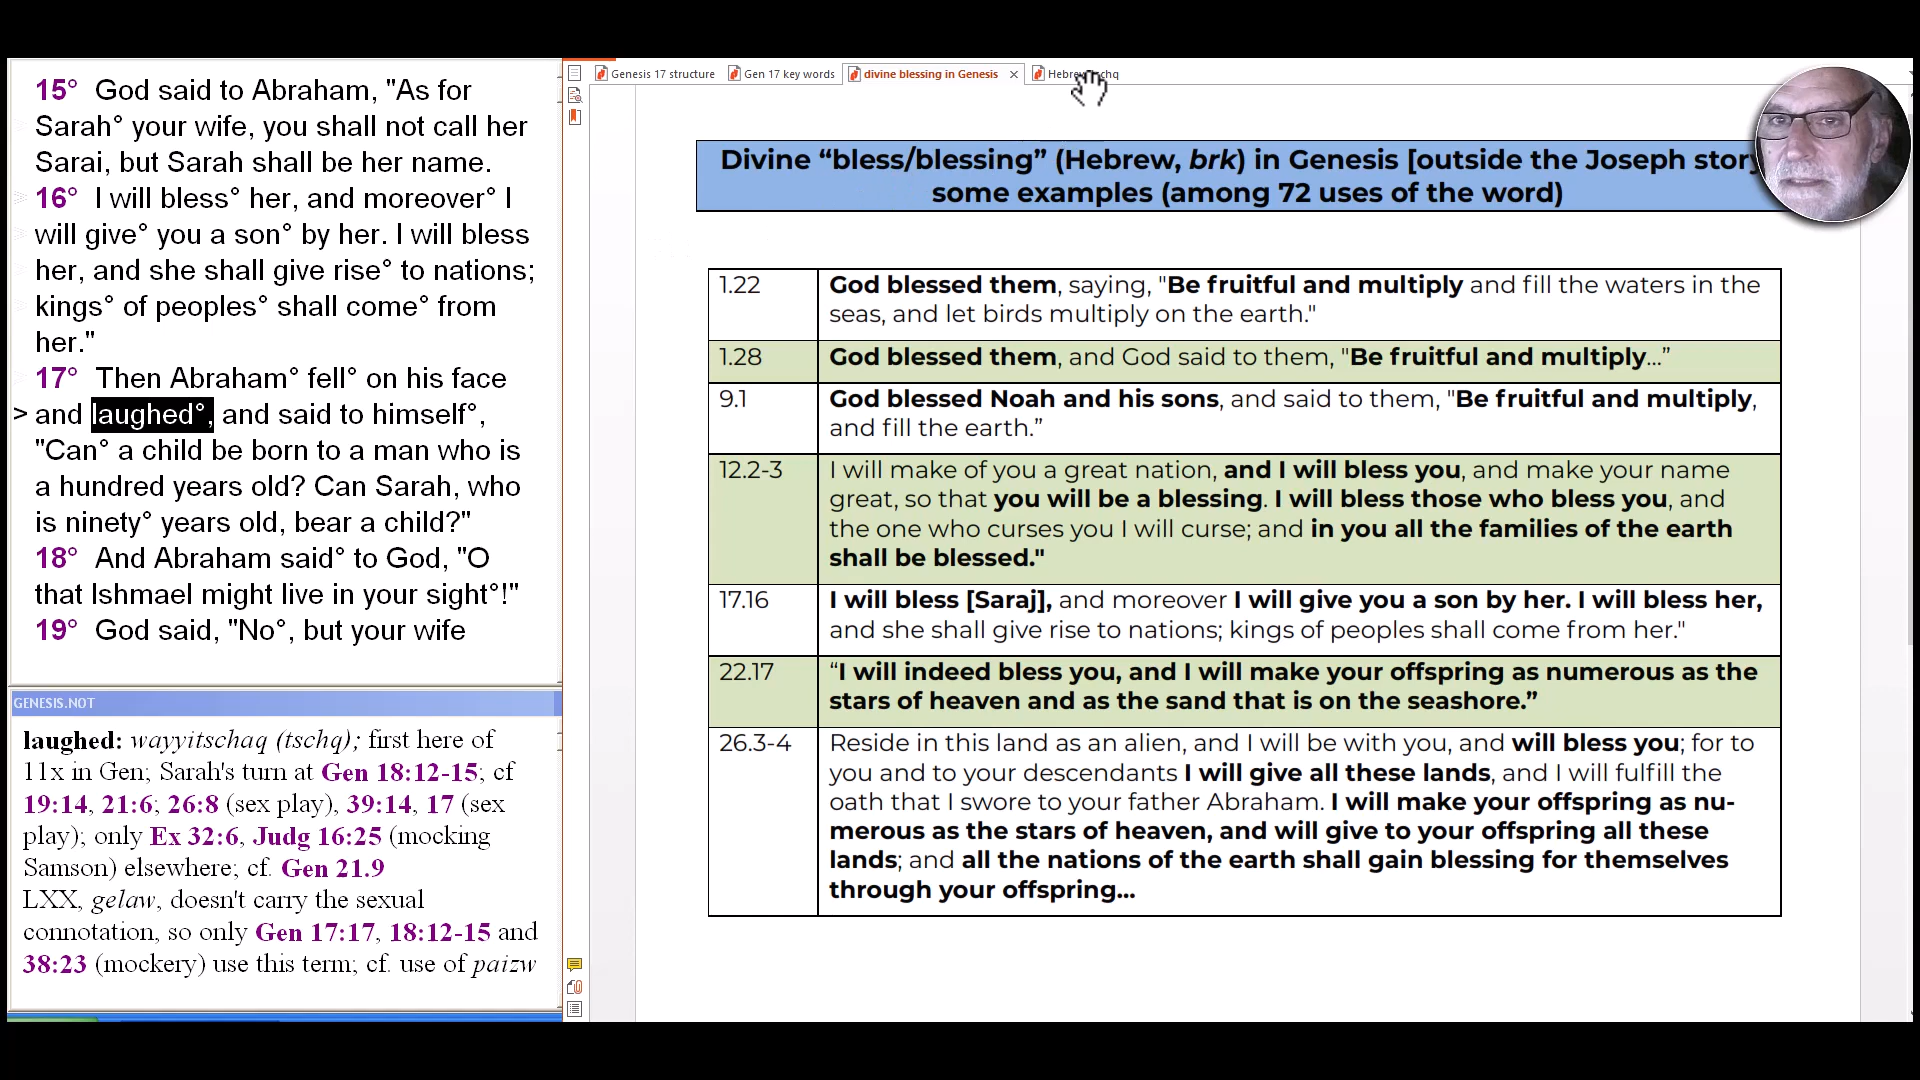 15° God said to Abraham, "As for
Sarah° your wife, you shall not call her
Sarai, but Sarah shall be her name.
16° I will bless° her, and moreover° I
will give° you a son° by her. I will bless
her, and she shall give rise° to nations;
kings° of peoples° shall come° from
her."
17° Then Abraham° fell° on his face
> and laughed°, and said to himself°,
"Can° a child be born to a man who is
a hundred years old? Can Sarah, who
is ninety° years old, bear a child?"
18° And Abraham said° to God, "O
that Ishmael might live in your sight°!"
19° God said, "No°, but your wife
GENESIS.NOT
laughed: wayyitschaq (tschq); first here of
11x in Gen; Sarah's turn at Gen 18:12-15; cf
19:14, 21:6; 26:8 (sex play), 39:14, 17 (sex
play); only Ex 32:6, Judg 16:25 (mocking
Samson) elsewhere; cf. Gen 21.9
LXX, gelaw, doesn't carry the sexual
connotation, so only Gen 17:17, 18:12-15 and
38:23 (mockery) use this term; cf. use of paizw
Genesis 17 structure
Gen 17 key words
divine blessing in Genesis
Divine “bless/blessing” (Hebrew, brk) in Genesis [outside the Joseph story
some examples (among 72 uses of the word)
1.22 God blessed them, saying, "Be fruitful and multiply and fill the waters in the
seas, and let birds multiply on the earth."
1.28 God blessed them, and God said to them, "Be fruitful and multiply…”
9.1 God blessed Noah and his sons, and said to them, "Be fruitful and multiply,
and fill the earth.”
12.2-3 I will make of you a great nation, and I will bless you, and make your name
great, so that you will be a blessing. I will bless those who bless you, and
the one who curses you I will curse; and in you all the families of the earth
shall be blessed."
17.16 I will bless [Saraj], and moreover I will give you a son by her. I will bless her,
and she shall give rise to nations; kings of peoples shall come from her."
22.17 “I will indeed bless you, and I will make your offspring as numerous as the
stars of heaven and as the sand that is on the seashore.”
26.3-4 Reside in this land as an alien, and I will be with you, and will bless you; for to
you and to your descendants I will give all these lands, and I will fulfill the
oath that I swore to your father Abraham. I will make your offspring as nu-
merous as the stars of heaven, and will give to your offspring all these
lands; and all the nations of the earth shall gain blessing for themselves
through your offspring…